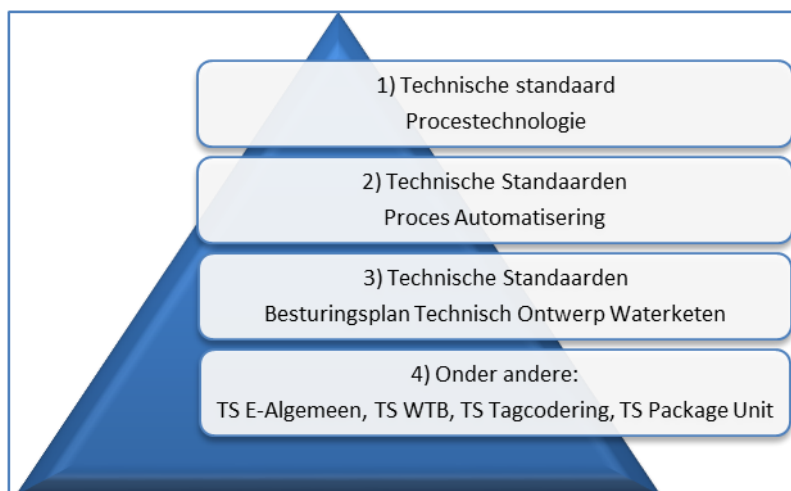 1) Technische standaard
Procestechnologie
2) Technische Standaarden
Proces Automatisering
3) Technische Standaarden
Besturingsplan Technisch Ontwerp Waterketen
4) Onder andere:
TS E-Algemeen, TS WTB, TS Tagcodering, TS Package Unit